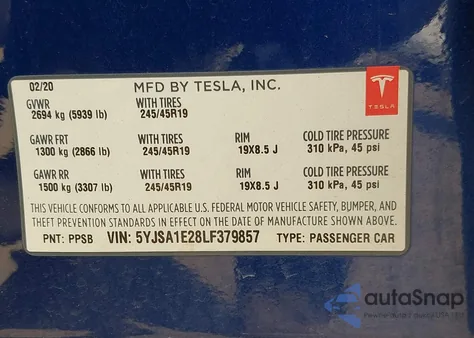 02/20 MFD BY TESLA, INC.
TESLA
GVWR WITH TIRES
2694 kg (5939 lb) 245/45R19
GAWR FRT WITH TIRES RIM COLD TIRE PRESSURE
1300 kg (2866 lb) 245/45R19 19X8.5 J 310 kPa, 45 psi
GAWR RR WITH TIRES RIM COLD TIRE PRESSURE
1500 kg (3307 lb) 245/45R19 19X8.5 J 310 kPa, 45 psi
THIS VEHICLE CONFORMS TO ALL APPLICABLE U.S. FEDERAL MOTOR VEHICLE SAFETY, BUMPER, AND
THEFT PREVENTION STANDARDS IN EFFECT ON THE DATE OF MANUFACTURE SHOWN ABOVE.
PNT: PPSB VIN: 5YJSA1E28LF379857 TYPE: PASSENGER CAR
autoSnap